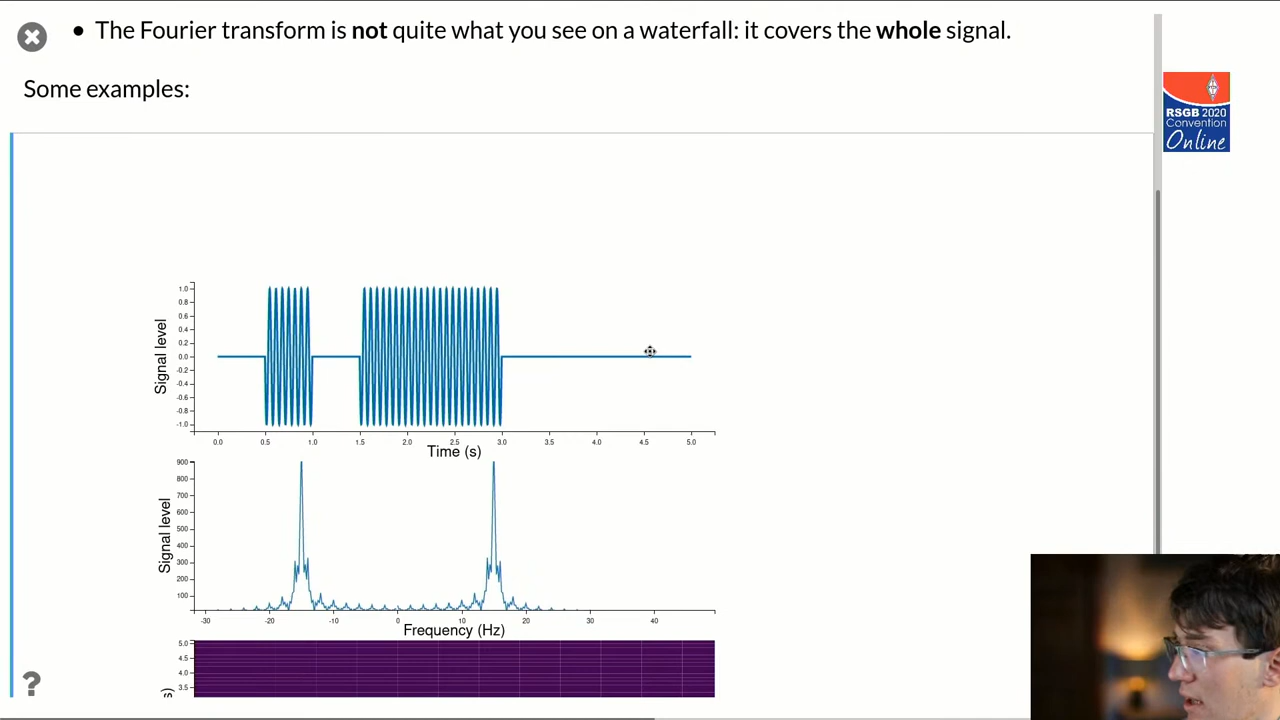 • The Fourier transform is not quite what you see on a waterfall: it covers the whole signal.
Some examples:
RSGB 2020
Convention
Online
Signal level
1.0
0.8
0.6
0.4
0.2
0.0
-0.2
-0.4
-0.6
-0.8
-1.0
0.0 0.5 1.0 1.5 2.0 2.5 3.0 3.5 4.0 4.5 5.0
Time (s)
Signal level
900
800
700
600
500
400
300
200
100
-30 -20 -10 0 10 20 30 40
Frequency (Hz)
5.0
4.5
4.0
3.5
s)
?